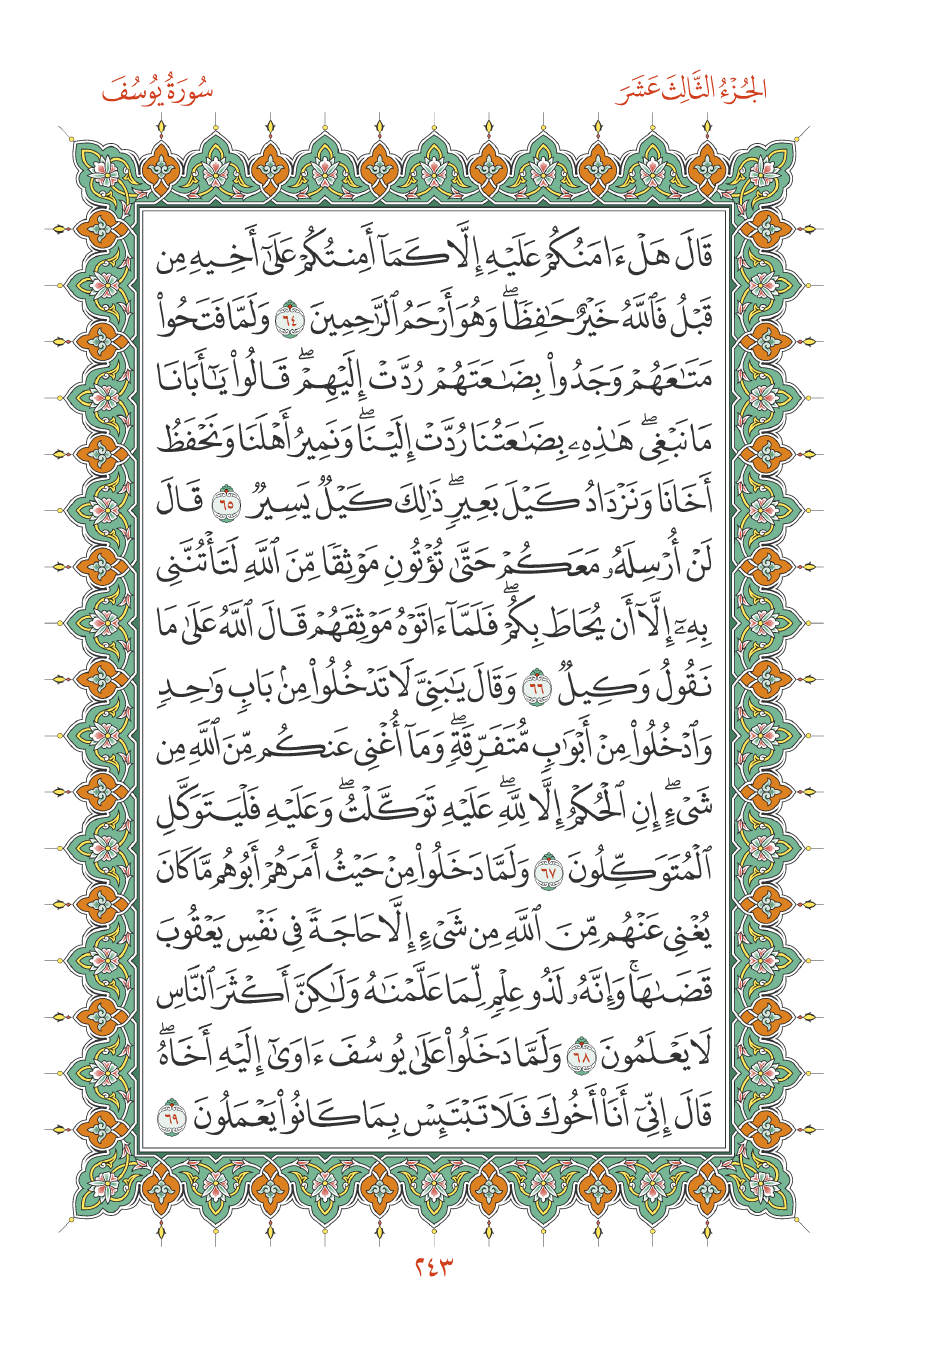 الجُزْءُ الثَّالِثَ عَشَرَ
سُورَةُ يُوسُفَ
قَالَ هَلْ ءَامَنُكُمْ عَلَيْهِ إِلَّا كَمَآ أَمِنتُكُمْ عَلَىٰٓ أَخِيهِ مِن
قَبْلُ فَٱللَّهُ خَيْرٌ حَٰفِظٗاۖ وَهُوَ أَرْحَمُ ٱلرَّٰحِمِينَ ٦٤ وَلَمَّا فَتَحُواْ
مَتَٰعَهُمْ وَجَدُواْ بِضَٰعَتَهُمْ رُدَّتْ إِلَيْهِمْۖ قَالُواْ يَٰٓأَبَانَا
مَا نَبْغِيۖ هَٰذِهِۦ بِضَٰعَتُنَا رُدَّتْ إِلَيْنَاۖ وَنَمِيرُ أَهْلَنَا وَنَحْفَظُ
أَخَانَا وَنَزْدَادُ كَيْلَ بَعِيرٖۖ ذَٰلِكَ كَيْلٞ يَسِيرٞ ٦٥ قَالَ
لَنْ أُرْسِلَهُۥ مَعَكُمْ حَتَّىٰ تُؤْتُونِ مَوْثِقٗا مِّنَ ٱللَّهِ لَتَأْتُنَّنِي
بِهِۦٓ إِلَّآ أَن يُحَاطَ بِكُمْۖ فَلَمَّآ ءَاتَوْهُ مَوْثِقَهُمْ قَالَ ٱللَّهُ عَلَىٰ مَا
نَقُولُ وَكِيلٞ ٦٦ وَقَالَ يَٰبَنِيَّ لَا تَدْخُلُواْ مِنۢ بَابٖ وَٰحِدٖ
وَٱدْخُلُواْ مِنْ أَبْوَٰبٖ مُّتَفَرِّقَةٖۖ وَمَآ أُغْنِي عَنكُم مِّنَ ٱللَّهِ مِن
شَيْءٍۖ إِنِ ٱلْحُكْمُ إِلَّا لِلَّهِۖ عَلَيْهِ تَوَكَّلْتُۖ وَعَلَيْهِ فَلْيَتَوَكَّلِ
ٱلْمُتَوَكِّلُونَ ٦٧ وَلَمَّا دَخَلُواْ مِنْ حَيْثُ أَمَرَهُمْ أَبُوهُم مَّا كَانَ
يُغْنِي عَنْهُم مِّنَ ٱللَّهِ مِن شَيْءٍ إِلَّا حَاجَةٗ فِي نَفْسِ يَعْقُوبَ
قَضَىٰهَاۚ وَإِنَّهُۥ لَذُو عِلْمٖ لِّمَا عَلَّمْنَٰهُ وَلَٰكِنَّ أَكْثَرَ ٱلنَّاسِ
لَا يَعْلَمُونَ ٦٨ وَلَمَّا دَخَلُواْ عَلَىٰ يُوسُفَ ءَاوَىٰٓ إِلَيْهِ أَخَاهُۖ
قَالَ إِنِّيٓ أَنَا۠ أَخُوكَ فَلَا تَبْتَئِسْ بِمَا كَانُواْ يَعْمَلُونَ ٦٩
٢٤٣